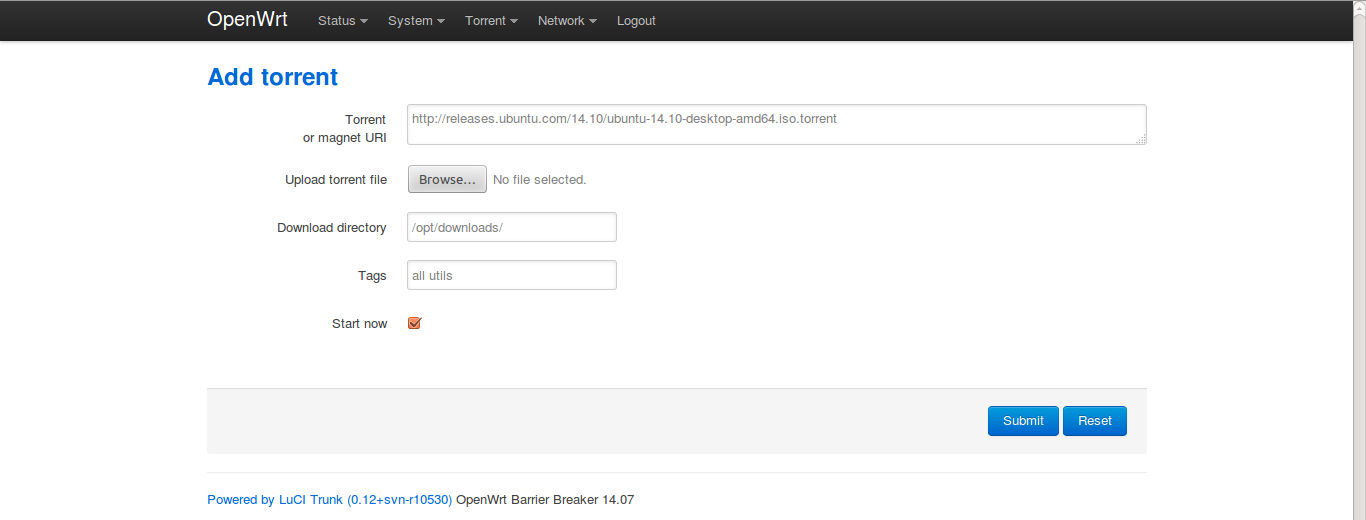 OpenWrt Status System Torrent Network Logout
Add torrent
Torrent
or magnet URI
http://releases.ubuntu.com/14.10/ubuntu-14.10-desktop-amd64.iso.torrent
Upload torrent file Browse... No file selected.
Download directory /opt/downloads/
Tags all utils
Start now
Submit Reset
Powered by LuCI Trunk (0.12+svn-r10530) OpenWrt Barrier Breaker 14.07